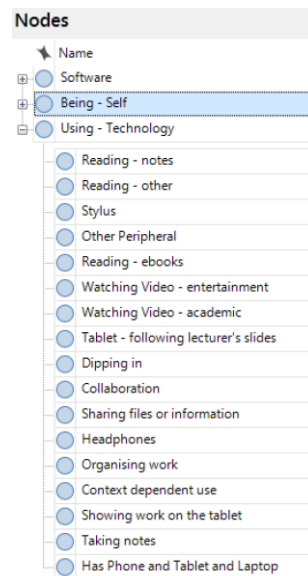 Nodes
Name
Software
Being - Self
Using - Technology
Reading - notes
Reading - other
Stylus
Other Peripheral
Reading - ebooks
Watching Video - entertainment
Watching Video - academic
Tablet - following lecturer's slides
Dipping in
Collaboration
Sharing files or information
Headphones
Organising work
Context dependent use
Showing work on the tablet
Taking notes
Has Phone and Tablet and Laptop